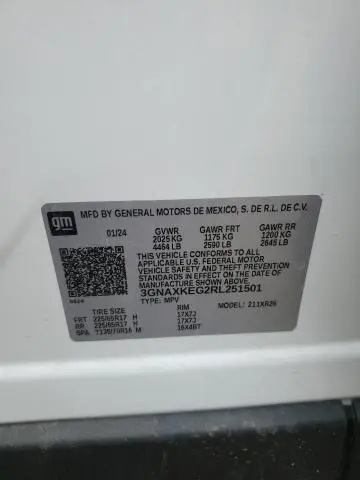 gm
MFD BY GENERAL MOTORS DE MEXICO, S. DE R.L. DE C.V.
01/24 GVWR GAWR FRT GAWR RR
2025 KG 1175 KG 1200 KG
4464 LB 2590 LB 2645 LB
THIS VEHICLE CONFORMS TO ALL
APPLICABLE U.S. FEDERAL MOTOR
VEHICLE SAFETY, BUMPER, AND THEFT
PREVENTION STANDARDS IN EFFECT ON
THE DATE OF MANUFACTURE SHOWN ABOVE.
3GNAXKEG2RL251501
TYPE: MPV MODEL: 211XR26
TIRE SIZE RIM
FRT 225/65R17 H 17X7J
RR 225/65R17 H 17X7J
SPA T135/70R16 M 16X4BT